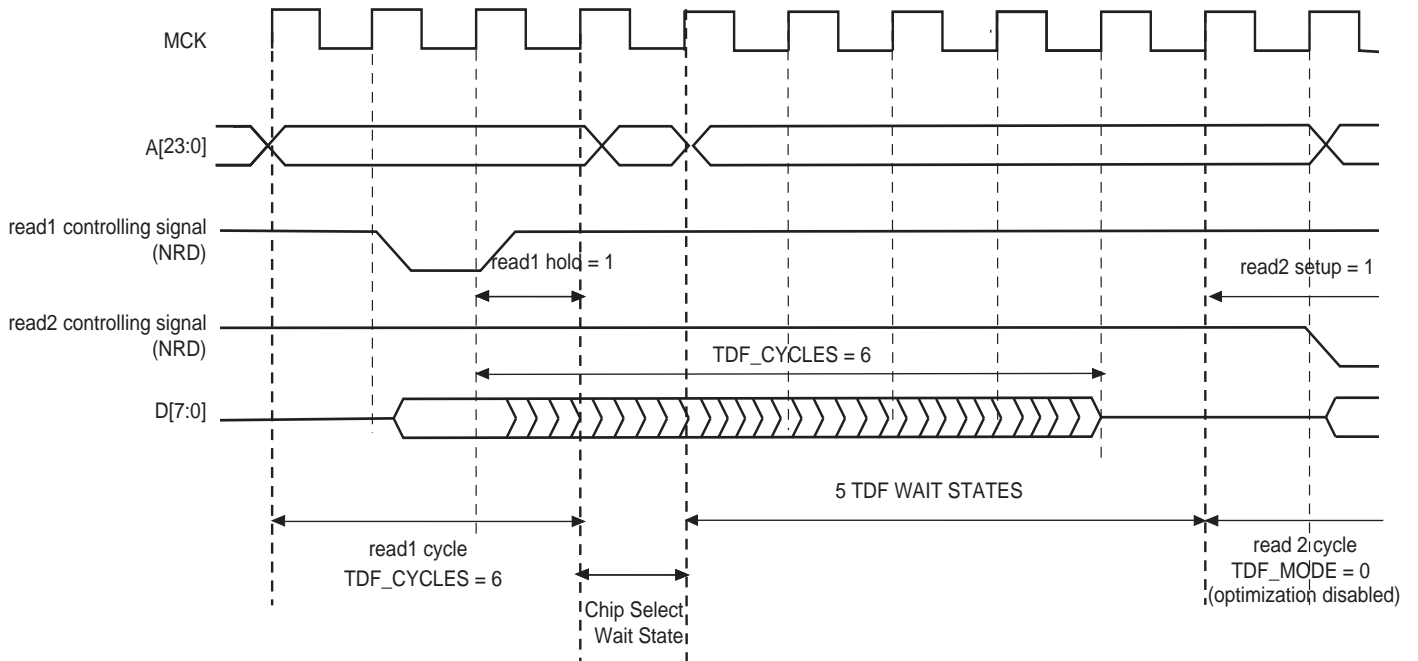 MCK
A[23:0]
read1 controlling signal
(NRD)
read1 hold = 1
read2 setup = 1
read2 controlling signal
(NRD)
TDF_CYCLES = 6
D[7:0]
5 TDF WAIT STATES
read1 cycle
TDF_CYCLES = 6
Chip Select
Wait State
read 2 cycle
TDF_MODE = 0
(optimization disabled)